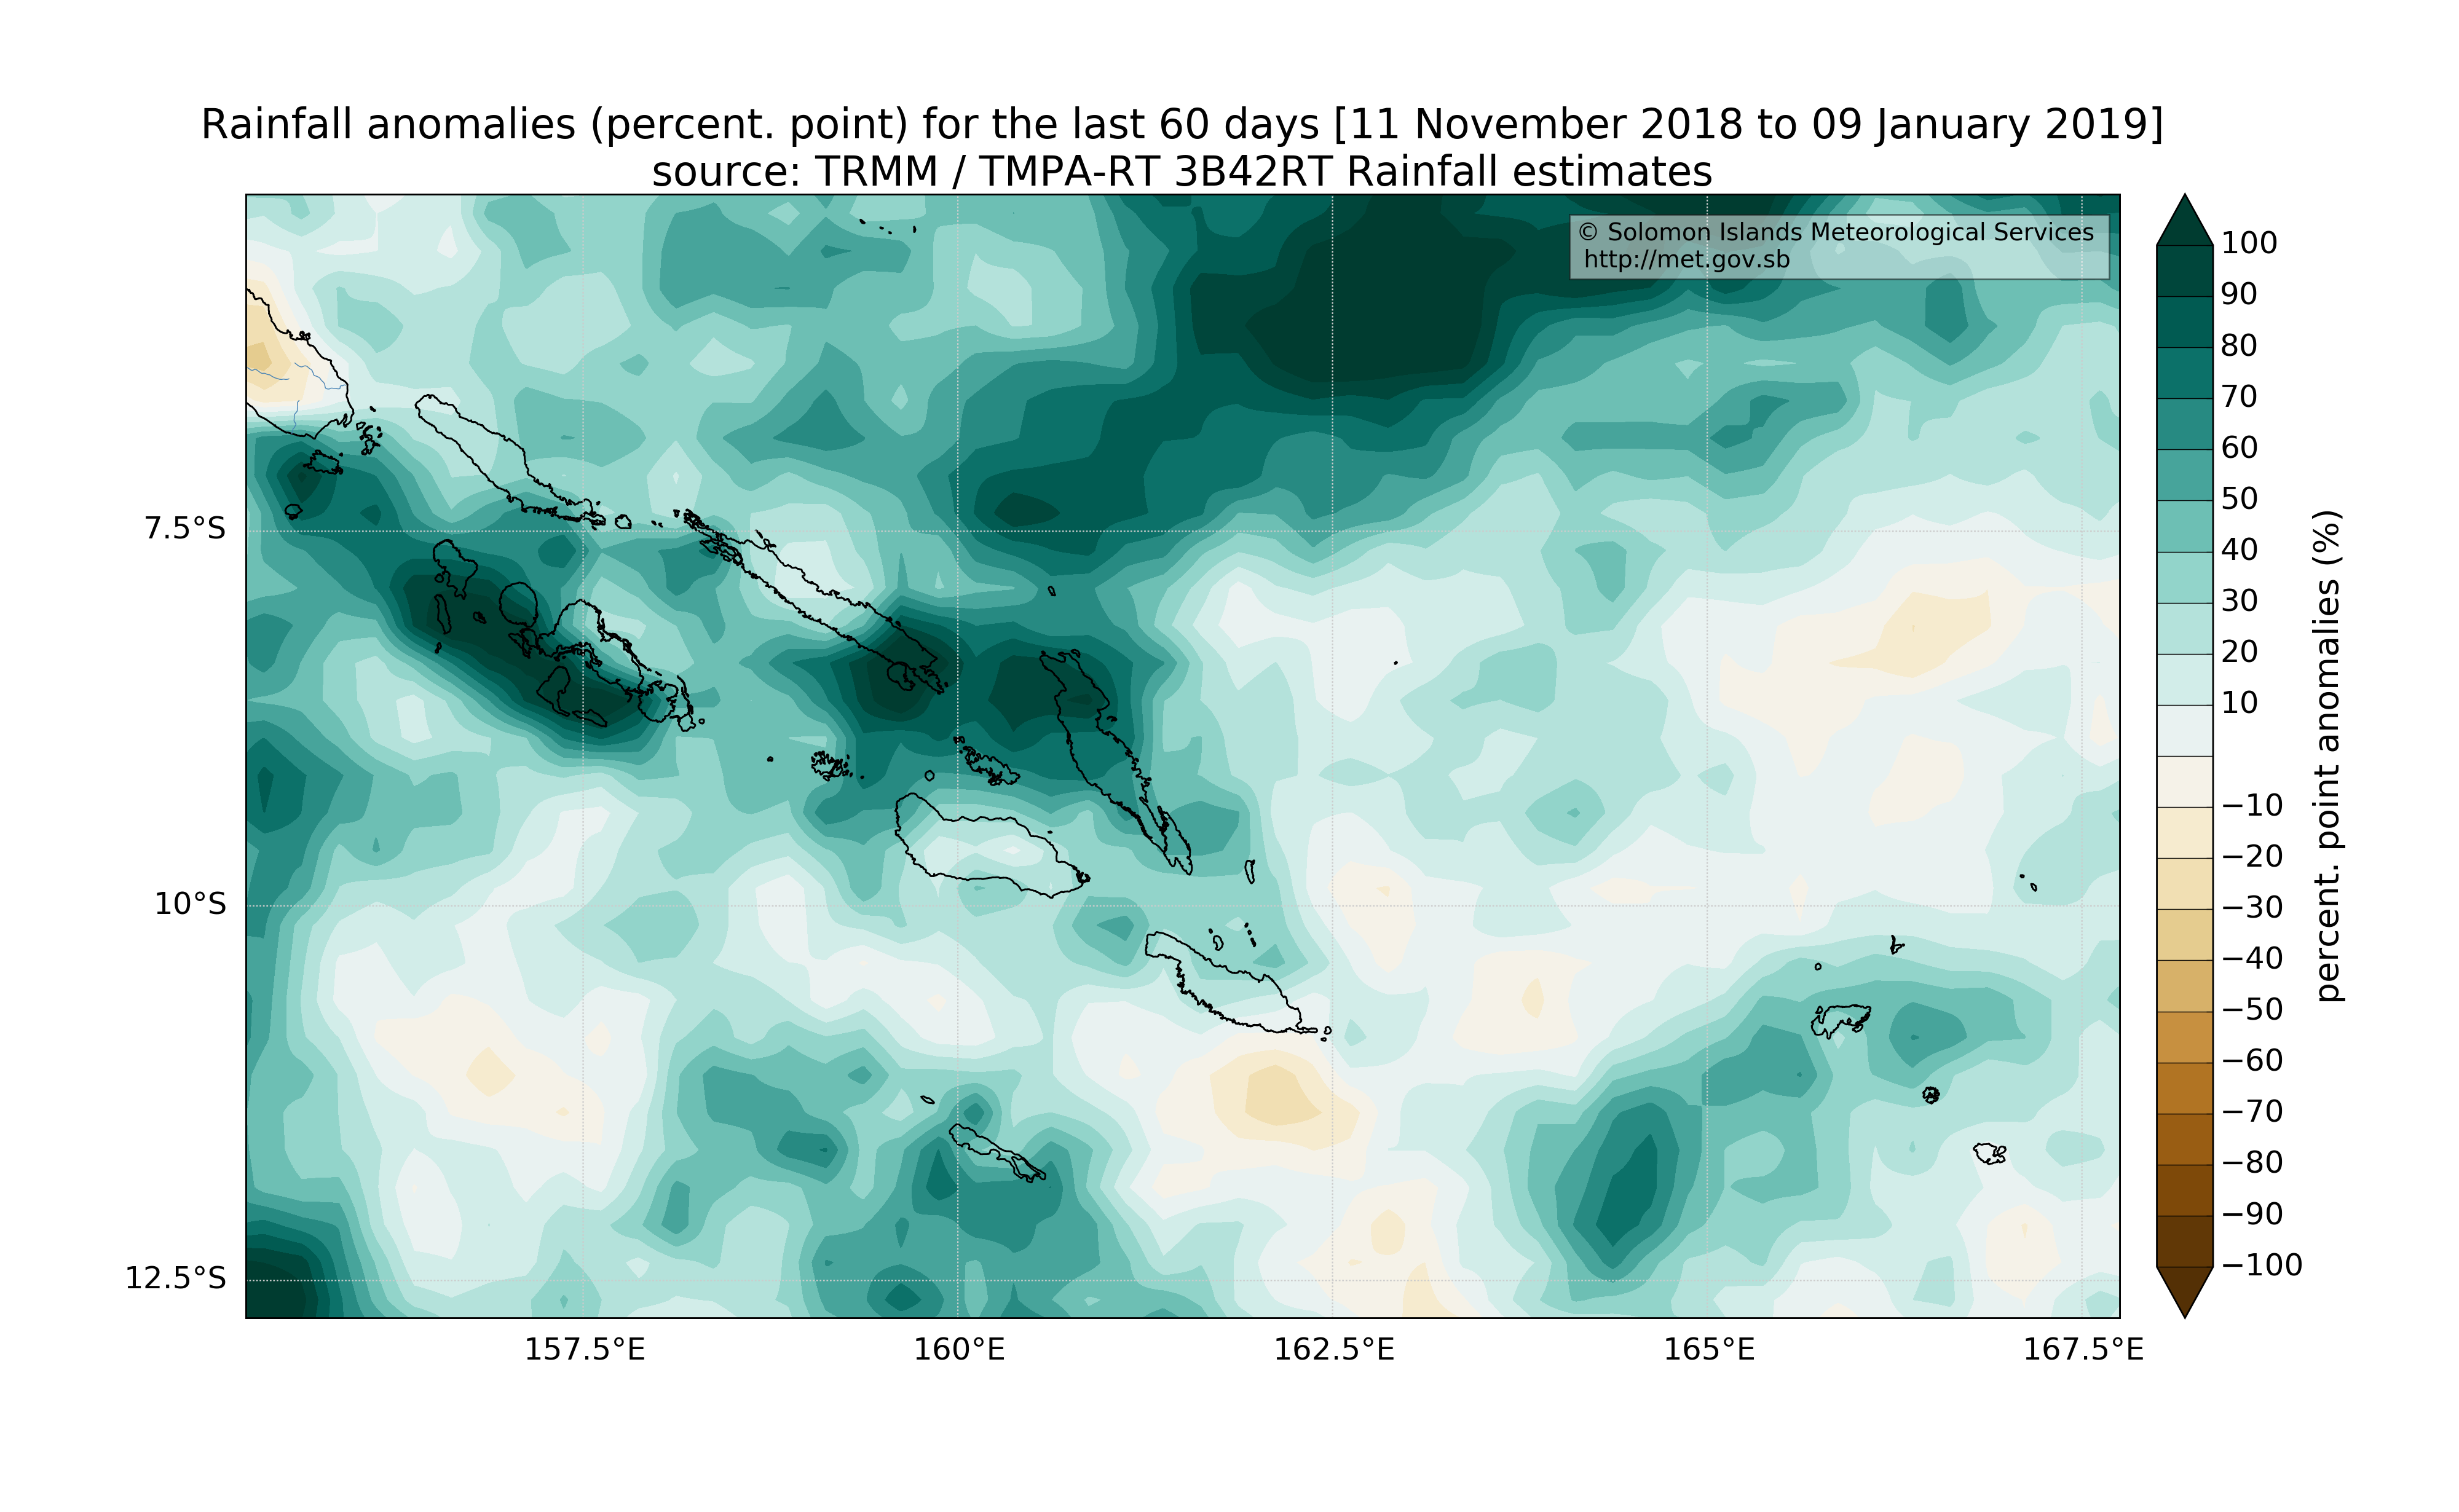 Rainfall anomalies (percent. point) for the last 60 days [11 November 2018 to 09 January 2019]
source: TRMM / TMPA-RT 3B42RT Rainfall estimates
© Solomon Islands Meteorological Services
http://met.gov.sb
7.5°S
10°S
12.5°S
157.5°E
160°E
162.5°E
165°E
167.5°E
100
90
80
70
60
50
40
30
20
10
−10
−20
−30
−40
−50
−60
−70
−80
−90
−100
percent. point anomalies (%)